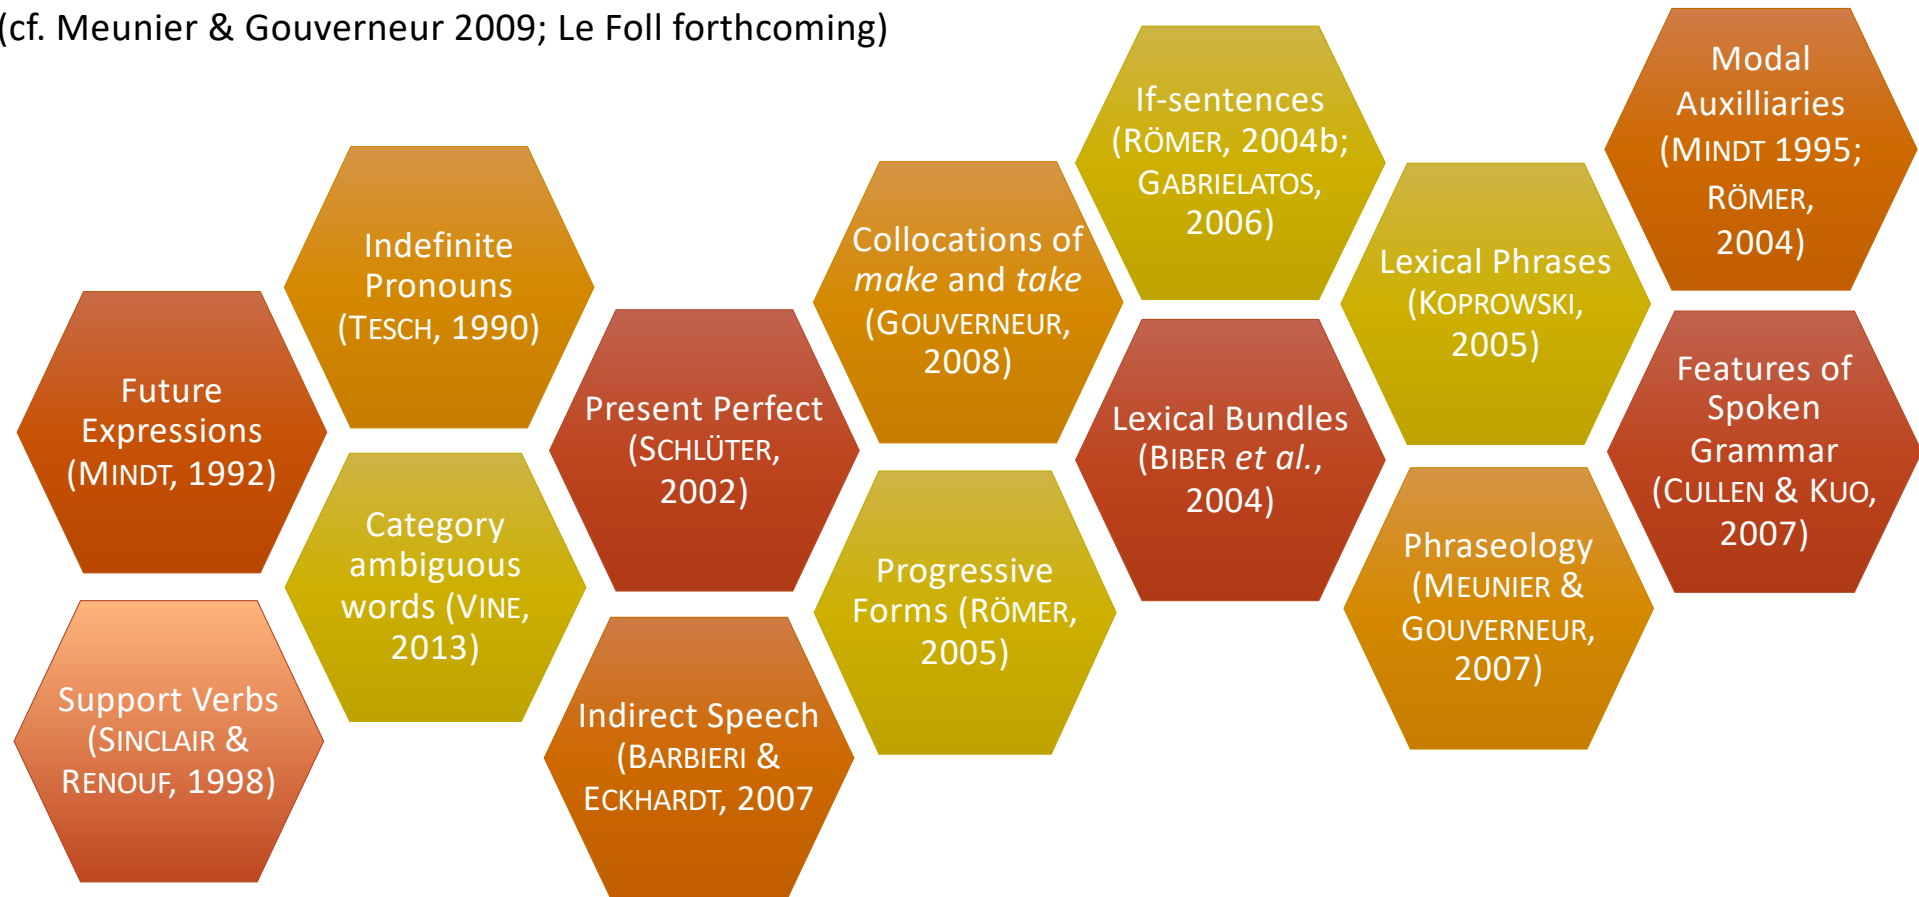 (cf. Meunier & Gouverneur 2009; Le Foll forthcoming)
Future
Expressions
(MINDT, 1992)
Support Verbs
(SINCLAIR &
RENOUF, 1998)
Indefinite
Pronouns
(TESCH, 1990)
Category
ambiguous
words (VINE,
2013)
Present Perfect
(SCHLÜTER,
2002)
Indirect Speech
(BARBIERI &
ECKHARDT, 2007
Collocations of
make and take
(GOUVERNEUR,
2008)
Progressive
Forms (RÖMER,
2005)
If-sentences
(RÖMER, 2004b;
GABRIELATOS,
2006)
Lexical Bundles
(BIBER et al.,
2004)
Lexical Phrases
(KOPROWSKI,
2005)
Phraseology
(MEUNIER &
GOUVERNEUR,
2007)
Modal
Auxilliaries
(MINDT 1995;
RÖMER,
2004)
Features of
Spoken
Grammar
(CULLEN & KUO,
2007)